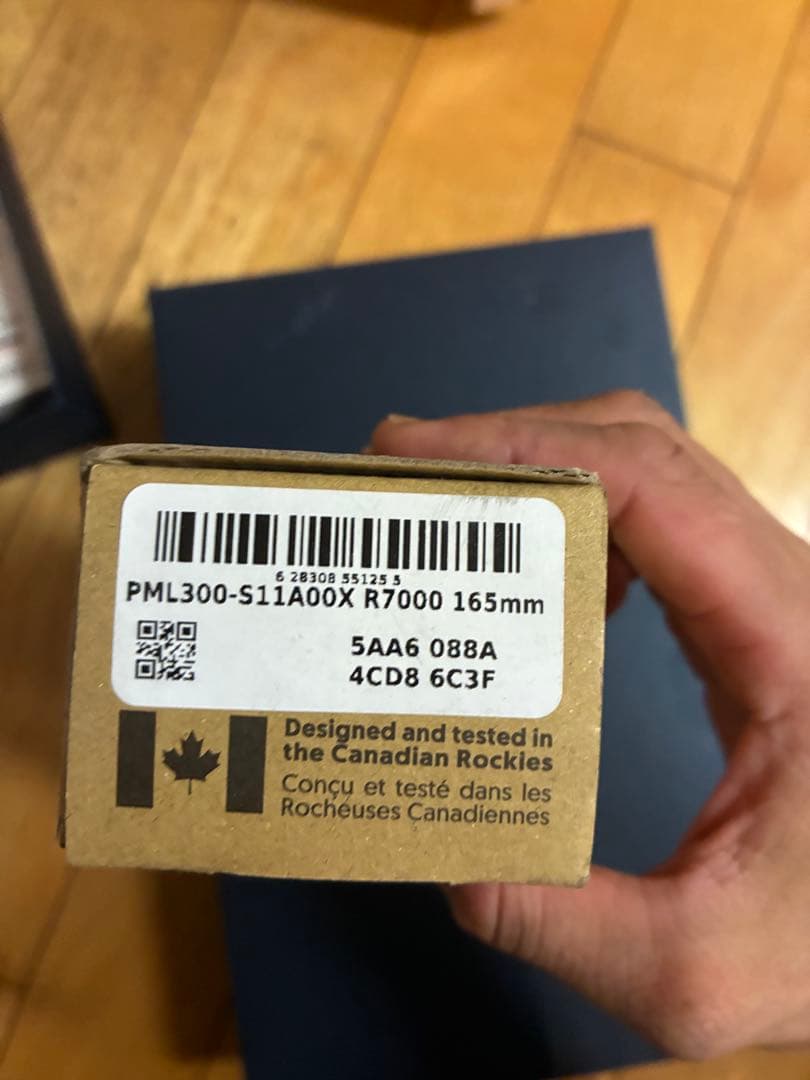 6 28308 55125 5
PML300-S11A00X R7000 165mm
5AA6 088A
4CD8 6C3F
Designed and tested in
the Canadian Rockies
Conçu et testé dans les
Rocheuses Canadiennes